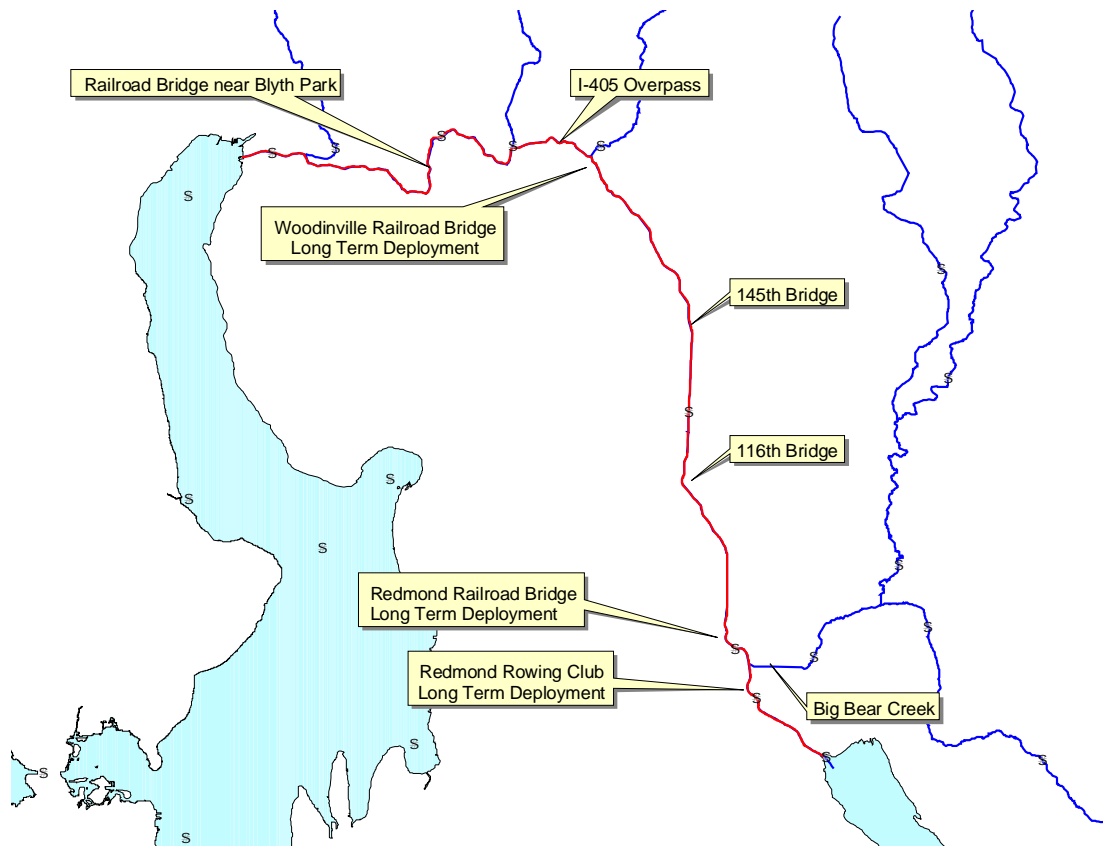 Railroad Bridge near Blyth Park
I-405 Overpass
S
S
S
S
S
S
Woodinville Railroad Bridge
Long Term Deployment
S
145th Bridge
S
S
116th Bridge
S
S
S
S
Redmond Railroad Bridge
Long Term Deployment
S
S
S
Redmond Rowing Club
Long Term Deployment
S
Big Bear Creek
S
S
S
S
S